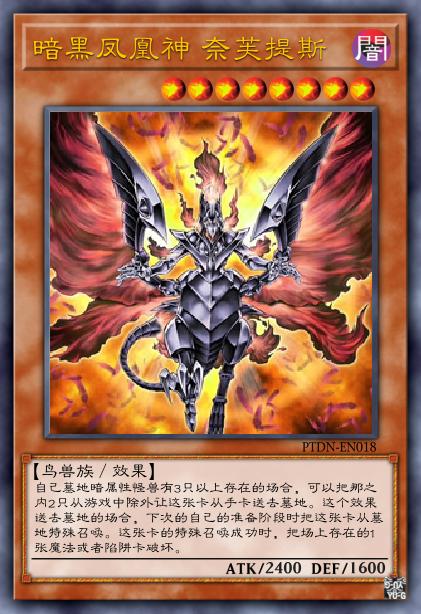 暗黑凤凰神 奈芙提斯
闇
PTDN-EN018
【鸟兽族／效果】
自己墓地暗属性怪兽有3只以上存在的场合，可以把那之
内2只从游戏中除外让这张卡从手卡送去墓地。这个效果
送去墓地的场合，下次的自己的准备阶段时把这张卡从墓
地特殊召唤。这张卡的特殊召唤成功时，把场上存在的1
张魔法或者陷阱卡破坏。
ATK/2400 DEF/1600